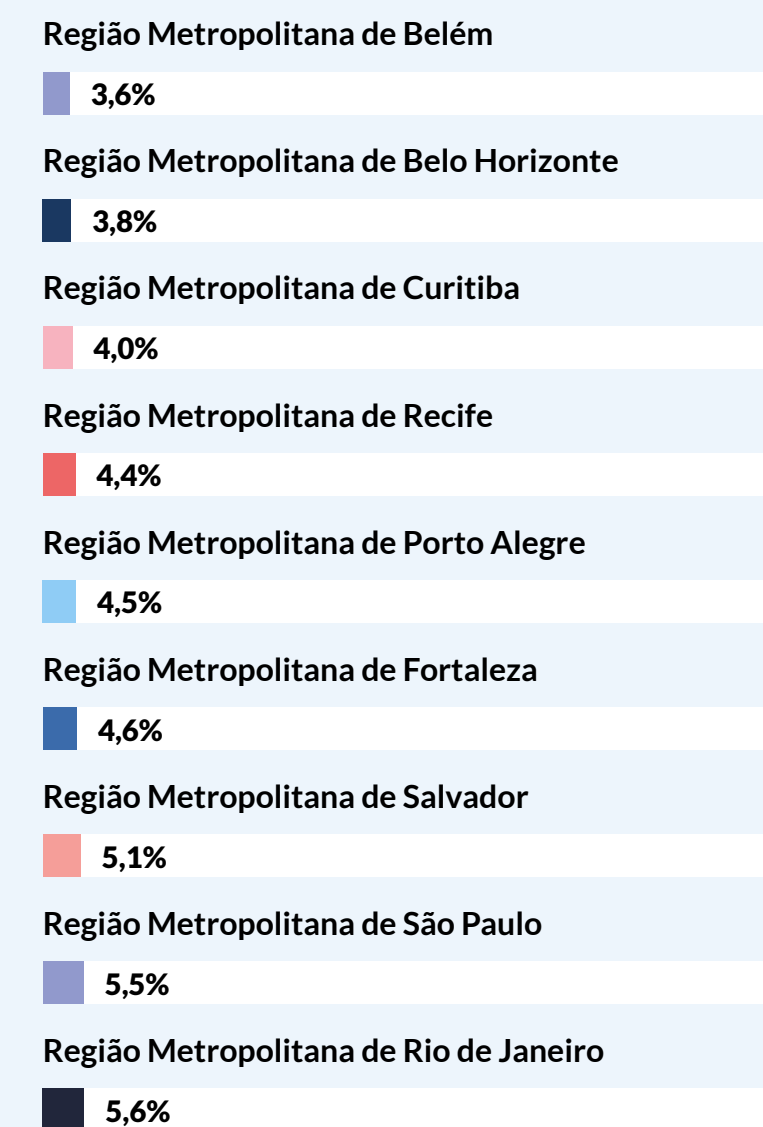 Região Metropolitana de Belém
3,6%
Região Metropolitana de Belo Horizonte
3,8%
Região Metropolitana de Curitiba
4,0%
Região Metropolitana de Recife
4,4%
Região Metropolitana de Porto Alegre
4,5%
Região Metropolitana de Fortaleza
4,6%
Região Metropolitana de Salvador
5,1%
Região Metropolitana de São Paulo
5,5%
Região Metropolitana de Rio de Janeiro
5,6%